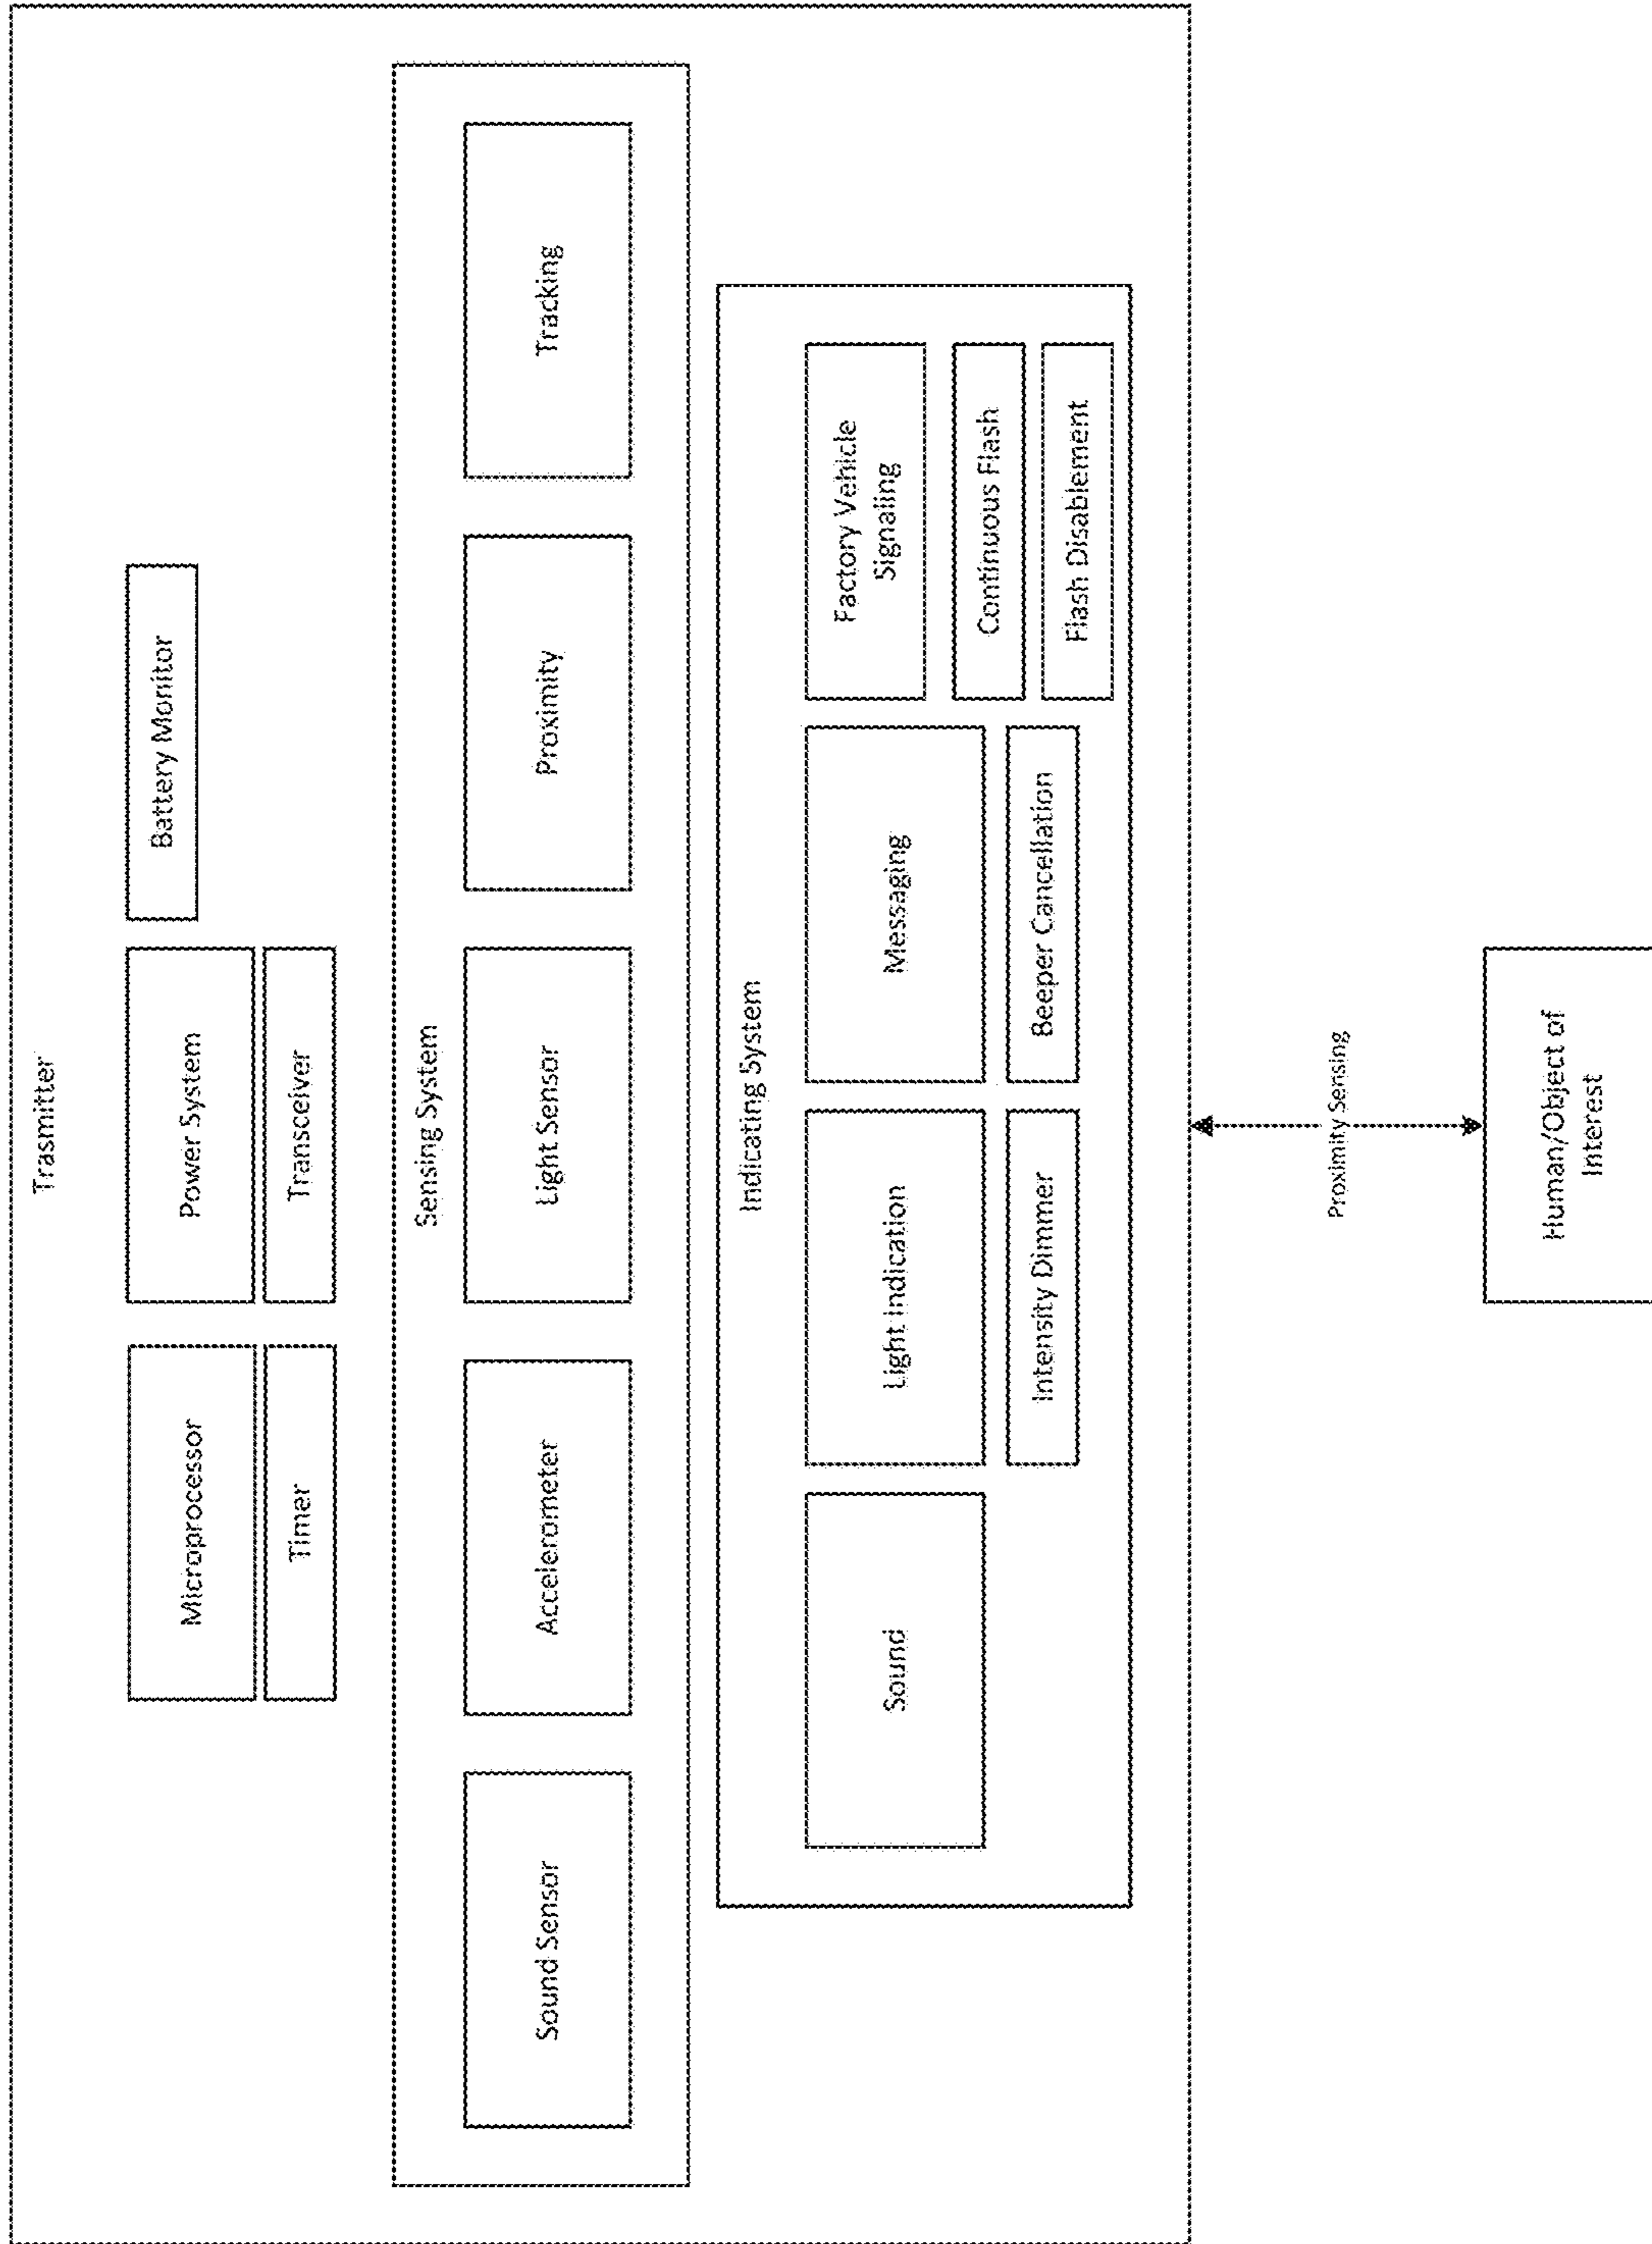 Trasmitter
Microprocessor
Power System
Battery Monitor
Timer
Transceiver
Sensing System
Sound Sensor
Accelerometer
Light Sensor
Proximity
Tracking
Indicating System
Sound
Light Indication
Messaging
Factory Vehicle
Signaling
Intensity Dimmer
Beeper Cancellation
Continuous Flash
Flash Disablement
Proximity Sensing
Human/Object of
Interest